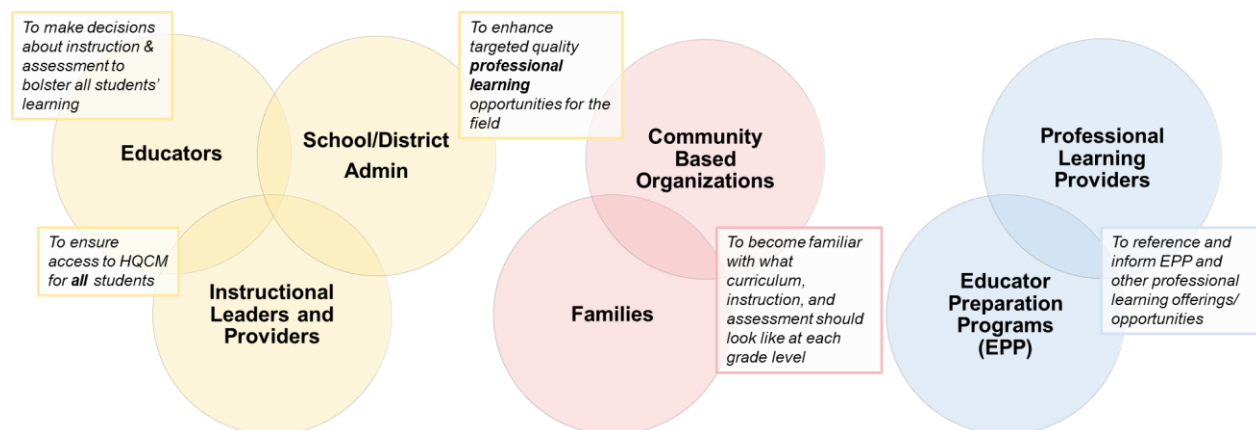 To make decisions
about instruction &
assessment to
bolster all students'
learning
Educators
School/District
Admin
To enhance
targeted quality
professional
learning
opportunities for the
field
To ensure
access to HQCM
for all students
Instructional
Leaders and
Providers
Community
Based
Organizations
Families
To become familiar
with what
curriculum,
instruction, and
assessment should
look like at each
grade level
Professional
Learning
Providers
Educator
Preparation
Programs
(EPP)
To reference and
inform EPP and
other professional
learning offerings/
opportunities